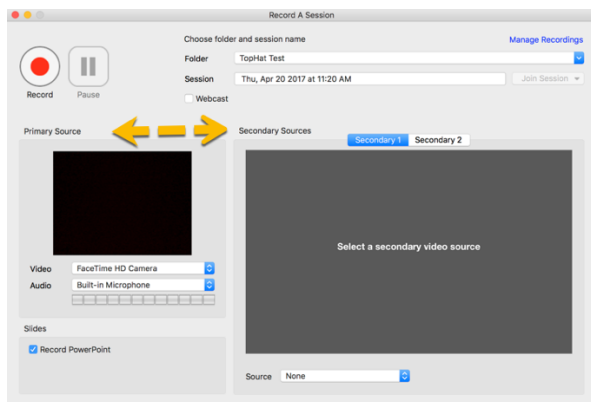 Record A Session
Choose folder and session name
Manage Recordings
Folder
TopHat Test
Session
Thu, Apr 20 2017 at 11:20 AM
Join Session
Record
Pause
Webcast
Primary Source
Secondary Sources
Secondary 1
Secondary 2
Select a secondary video source
Video
FaceTime HD Camera
Audio
Built-in Microphone
Slides
Record PowerPoint
Source
None